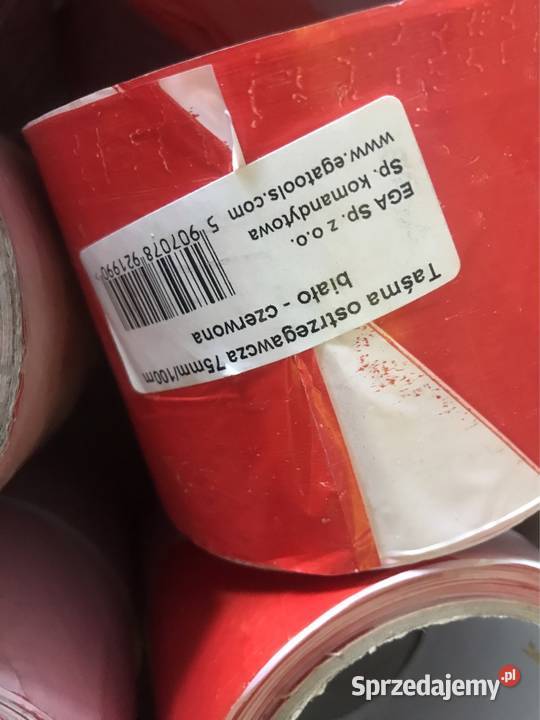 Taśma ostrzegawcza 75mm/100m
biało - czerwona
5 907078 921990
EGA Sp. z o.o.
Sp. komandytowa
www.egatools.com
Sprzedajemy.pl